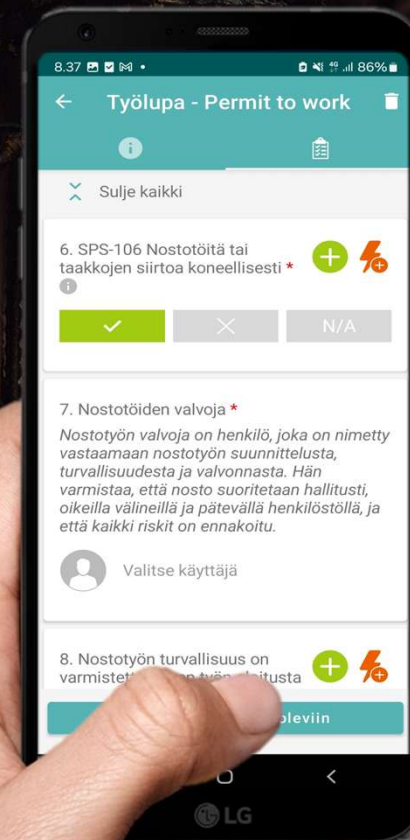 8.37 4G 86%
Työlupa - Permit to work
Sulje kaikki
6. SPS-106 Nostotöitä tai
taakkojen siirtoa koneellisesti *
N/A
7. Nostotöiden valvoja *
Nostotyön valvoja on henkilö, joka on nimetty
vastaamaan nostotyön suunnittelusta,
turvallisuudesta ja valvonnasta. Hän
varmistaa, että nosto suoritetaan hallitusti,
oikeilla välineillä ja pätevällä henkilöstöllä, ja
että kaikki riskit on ennakoitu.
Valitse käyttäjä
8. Nostotyön turvallisuus on
LG